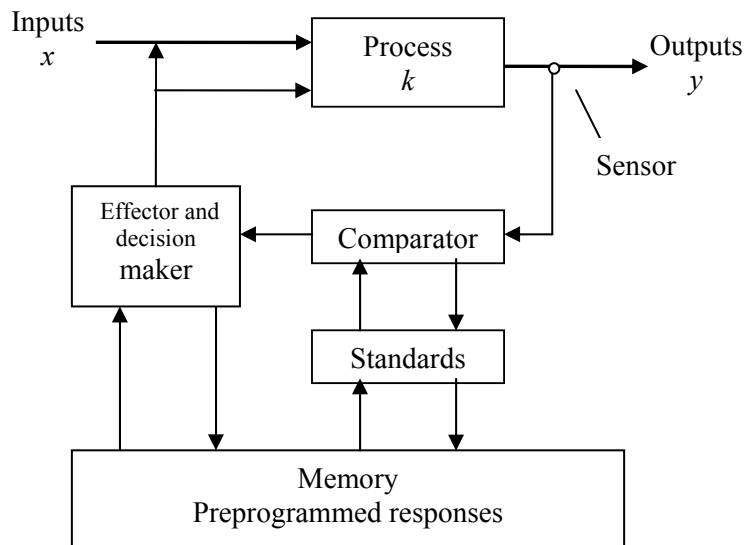 Inputs
x
Process
k
Outputs
y
Sensor
Effector and
decision
maker
Comparator
Standards
Memory
Preprogrammed responses